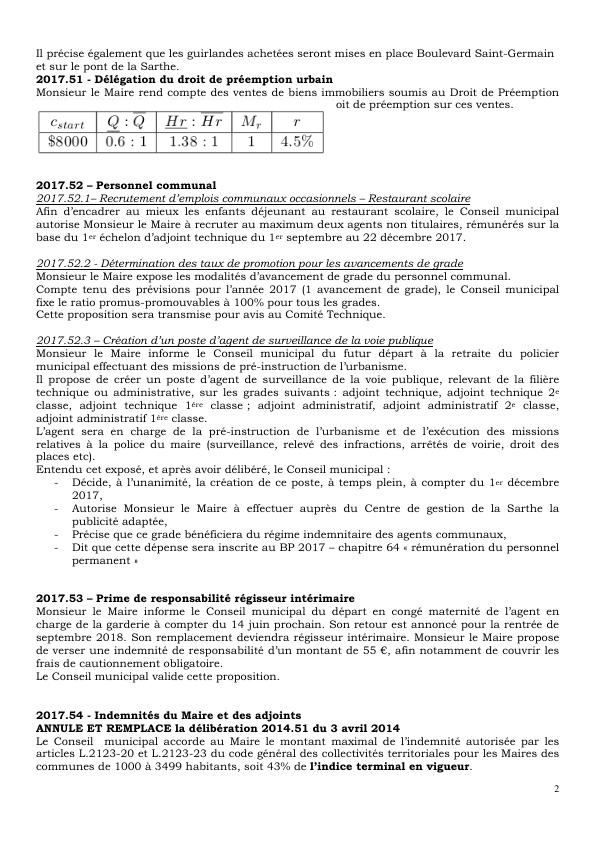 Il précise également que les guirlandes achetées seront mises en place Boulevard Saint-Germain
et sur le pont de la Sarthe.
2017.51 - Délégation du droit de préemption urbain
Monsieur le Maire rend compte des ventes de biens immobiliers soumis au Droit de Préemption
oit de préemption sur ces ventes.
c_start Q : Q̅ H̲r̲ : H̅r̅ M_r r
$8000 0.6 : 1 1.38 : 1 1 4.5%
2017.52 – Personnel communal
2017.52.1– Recrutement d'emplois communaux occasionnels – Restaurant scolaire
Afin d'encadrer au mieux les enfants déjeunant au restaurant scolaire, le Conseil municipal
autorise Monsieur le Maire à recruter au maximum deux agents non titulaires, rémunérés sur la
base du 1er échelon d'adjoint technique du 1er septembre au 22 décembre 2017.
2017.52.2 - Détermination des taux de promotion pour les avancements de grade
Monsieur le Maire expose les modalités d'avancement de grade du personnel communal.
Compte tenu des prévisions pour l'année 2017 (1 avancement de grade), le Conseil municipal
fixe le ratio promus-promouvables à 100% pour tous les grades.
Cette proposition sera transmise pour avis au Comité Technique.
2017.52.3 – Création d'un poste d'agent de surveillance de la voie publique
Monsieur le Maire informe le Conseil municipal du futur départ à la retraite du policier
municipal effectuant des missions de pré-instruction de l'urbanisme.
Il propose de créer un poste d'agent de surveillance de la voie publique, relevant de la filière
technique ou administrative, sur les grades suivants : adjoint technique, adjoint technique 2e
classe, adjoint technique 1ère classe ; adjoint administratif, adjoint administratif 2e classe,
adjoint administratif 1ère classe.
L'agent sera en charge de la pré-instruction de l'urbanisme et de l'exécution des missions
relatives à la police du maire (surveillance, relevé des infractions, arrêtés de voirie, droit des
places etc).
Entendu cet exposé, et après avoir délibéré, le Conseil municipal :
- Décide, à l'unanimité, la création de ce poste, à temps plein, à compter du 1er décembre
2017,
- Autorise Monsieur le Maire à effectuer auprès du Centre de gestion de la Sarthe la
publicité adaptée,
- Précise que ce grade bénéficiera du régime indemnitaire des agents communaux,
- Dit que cette dépense sera inscrite au BP 2017 – chapitre 64 « rémunération du personnel
permanent »
2017.53 – Prime de responsabilité régisseur intérimaire
Monsieur le Maire informe le Conseil municipal du départ en congé maternité de l'agent en
charge de la garderie à compter du 14 juin prochain. Son retour est annoncé pour la rentrée de
septembre 2018. Son remplacement deviendra régisseur intérimaire. Monsieur le Maire propose
de verser une indemnité de responsabilité d'un montant de 55 €, afin notamment de couvrir les
frais de cautionnement obligatoire.
Le Conseil municipal valide cette proposition.
2017.54 - Indemnités du Maire et des adjoints
ANNULE ET REMPLACE la délibération 2014.51 du 3 avril 2014
Le Conseil municipal accorde au Maire le montant maximal de l'indemnité autorisée par les
articles L.2123-20 et L.2123-23 du code général des collectivités territoriales pour les Maires des
communes de 1000 à 3499 habitants, soit 43% de l'indice terminal en vigueur.
2